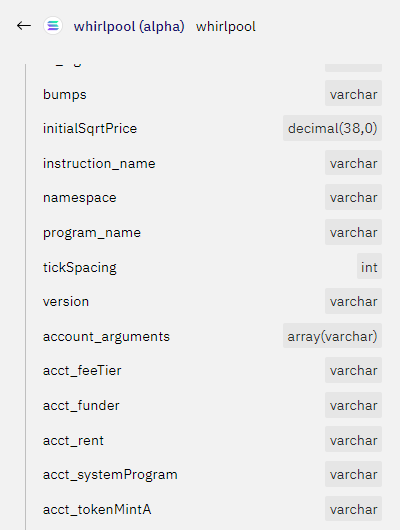 ← whirlpool (alpha) whirlpool
bumps varchar
initialSqrtPrice decimal(38,0)
instruction_name varchar
namespace varchar
program_name varchar
tickSpacing int
version varchar
account_arguments array(varchar)
acct_feeTier varchar
acct_funder varchar
acct_rent varchar
acct_systemProgram varchar
acct_tokenMintA varchar